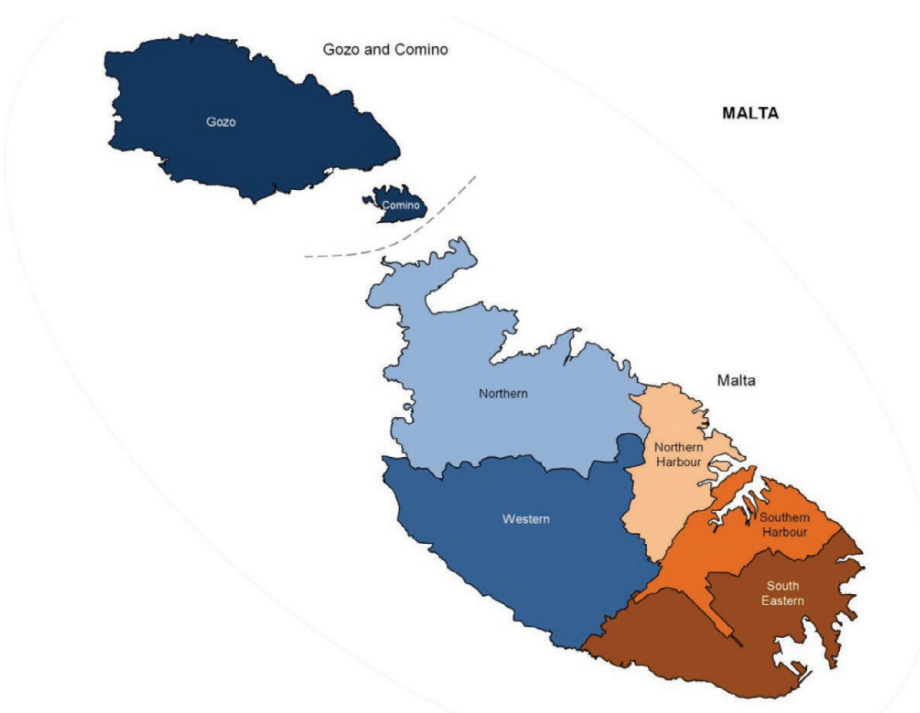 Gozo and Comino
MALTA
Gozo
Comino
Malta
Northern
Northern
Harbour
Western
Southern
Harbour
South
Eastern